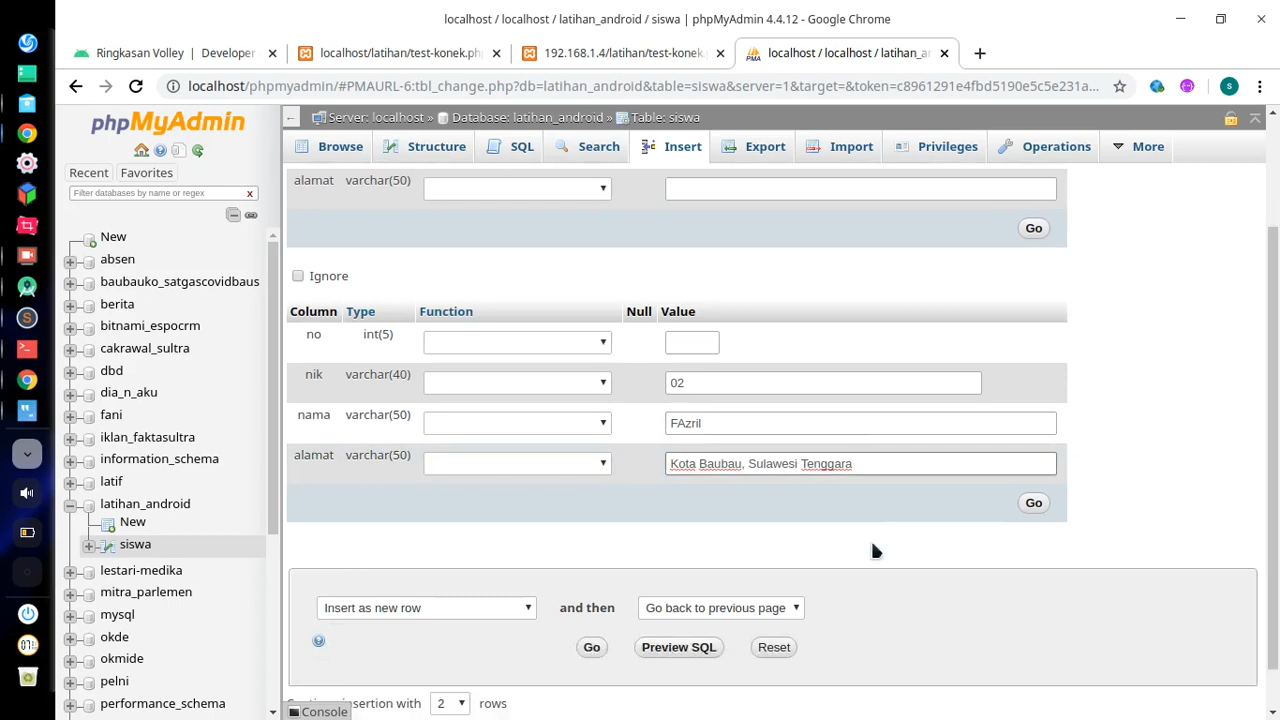 localhost / localhost / latihan_android / siswa | phpMyAdmin 4.4.12 - Google Chrome
Ringkasan Volley | Developer
localhost/latihan/test-konek.ph
192.168.1.4/latihan/test-konek.
localhost / localhost / latihan_an
localhost/phpmyadmin/#PMAURL-6:tbl_change.php?db=latihan_android&table=siswa&server=1&target=&token=c8961291e4fbd5190e5c5e231a...
S
phpMyAdmin
Recent Favorites
Filter databases by name or regex X
New
absen
baubauko_satgascovidbaus
berita
bitnami_espocrm
cakrawal_sultra
dbd
dia_n_aku
fani
iklan_faktasultra
information_schema
latif
latihan_android
New
siswa
lestari-medika
mitra_parlemen
mysql
okde
okmide
pelni
performance_schema
Server: localhost » Database: latihan_android » Table: siswa
Browse Structure SQL Search Insert Export Import Privileges Operations More
alamat varchar(50)
Go
Ignore
Column Type Function Null Value
no int(5)
nik varchar(40) 02
nama varchar(50) FAzril
alamat varchar(50) Kota Baubau, Sulawesi Tenggara
Go
Insert as new row and then Go back to previous page
Go Preview SQL Reset
insertion with 2 rows
Console